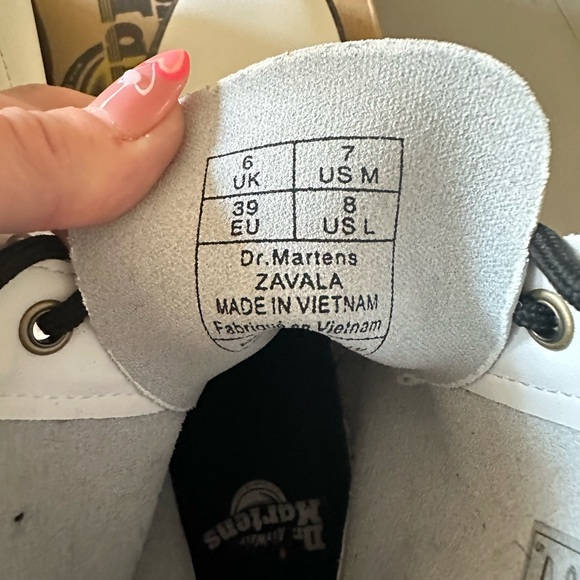 6 UK 7 US M
39 EU 8 US L
Dr.Martens
ZAVALA
MADE IN VIETNAM
Fabriqué en Vietnam
Dr.
Martens